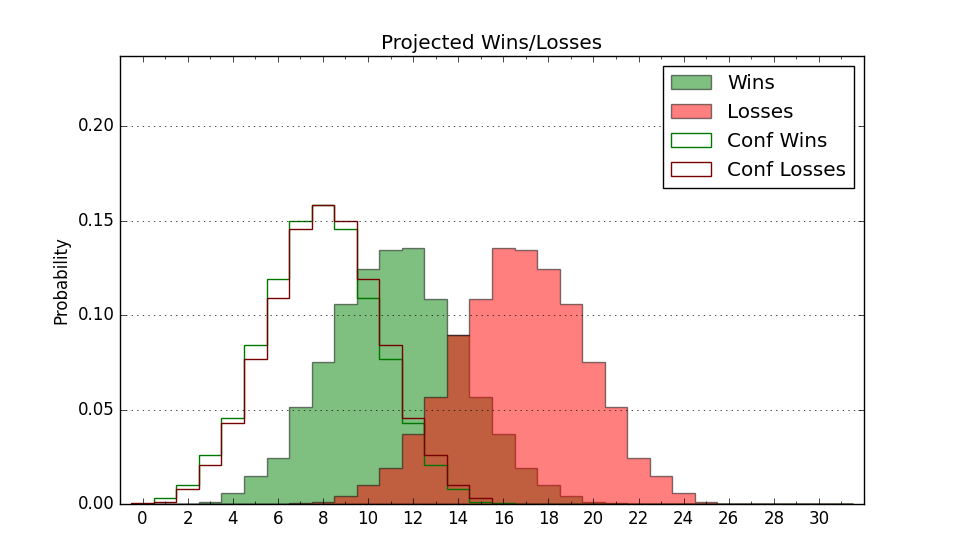 Projected Wins/Losses
Wins
Losses
Conf Wins
Conf Losses
Probability
0.20
0.15
0.10
0.05
0.00
0 2 4 6 8 10 12 14 16 18 20 22 24 26 28 30